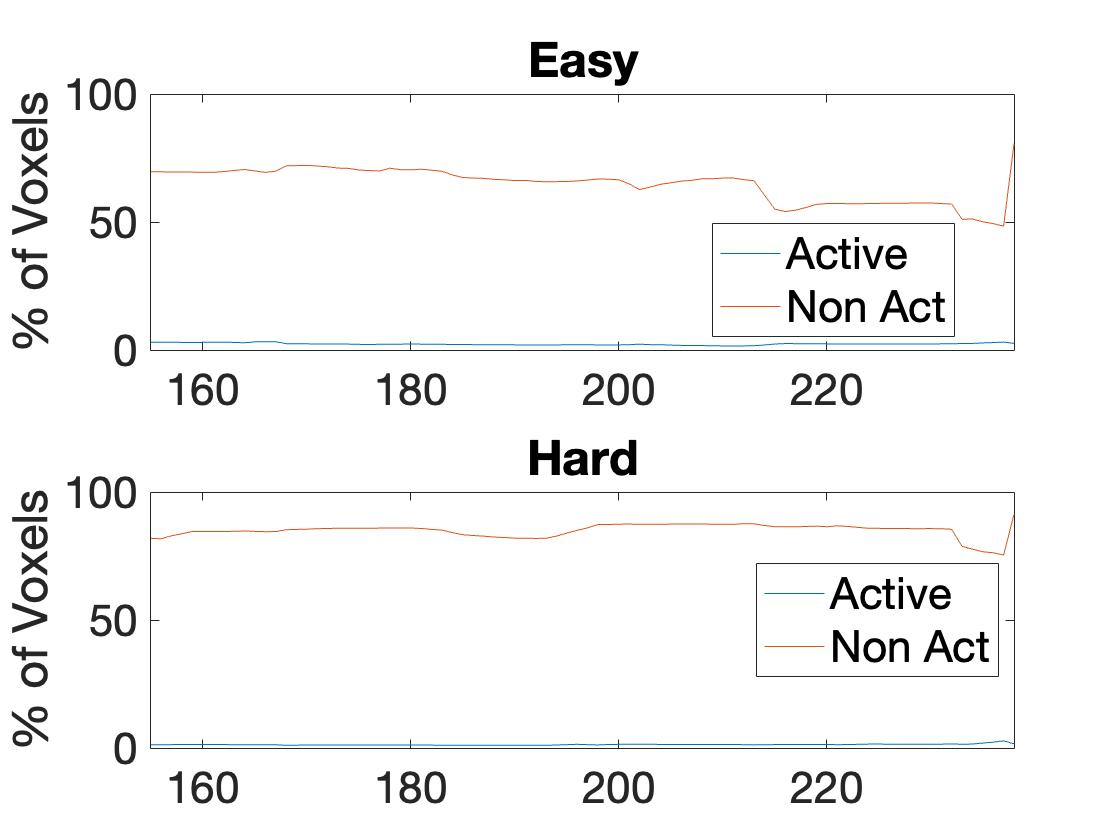 Easy
% of Voxels
100
50
0
Active
Non Act
160 180 200 220
Hard
% of Voxels
100
50
0
Active
Non Act
160 180 200 220